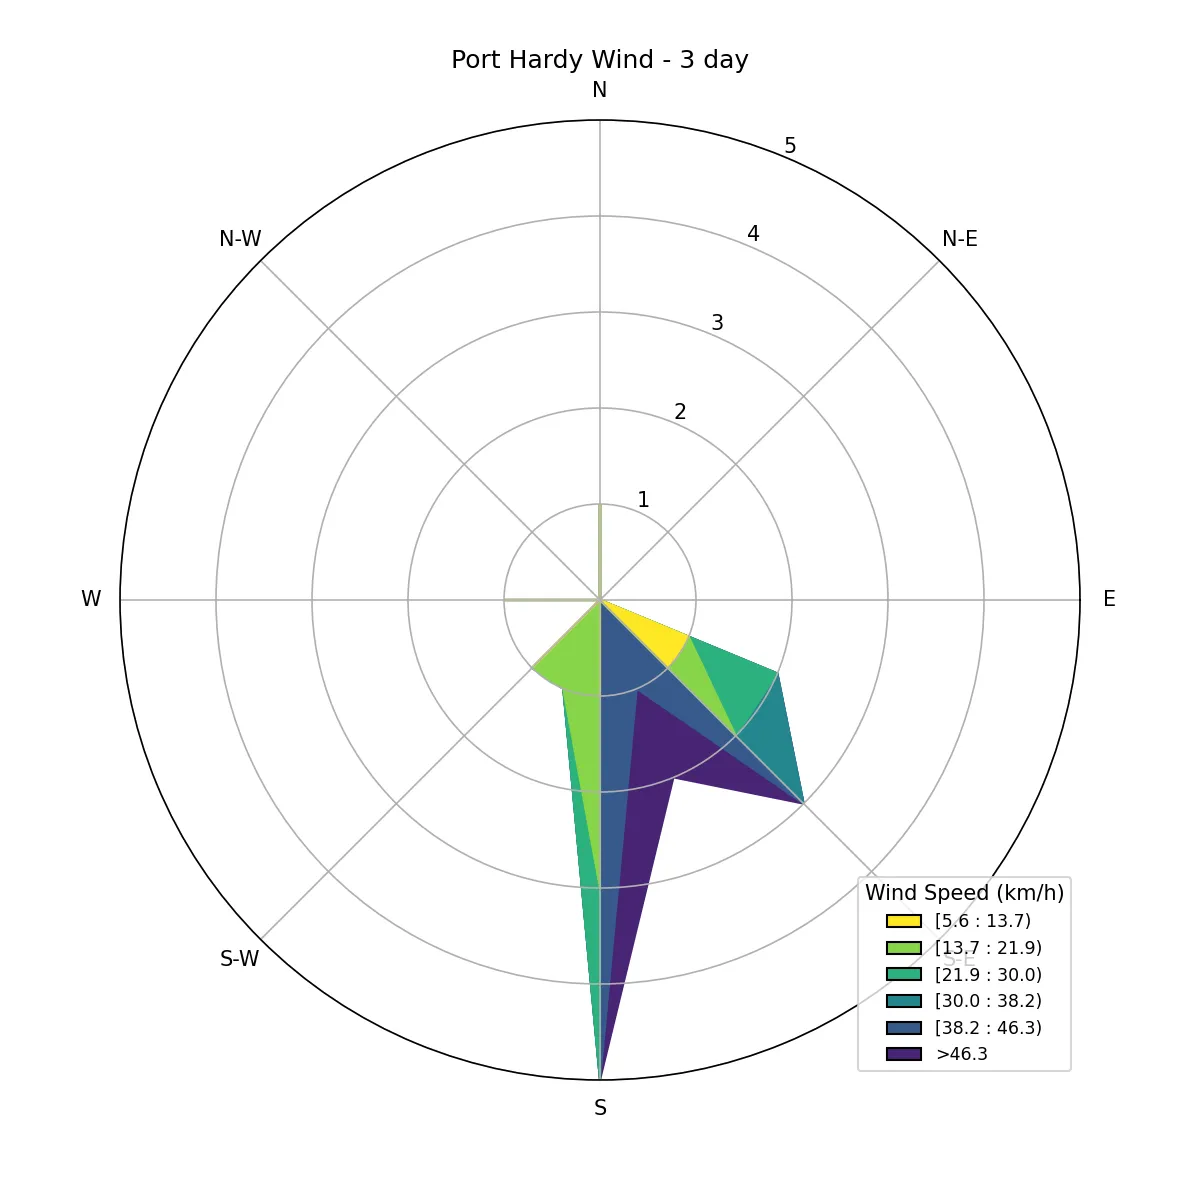 Port Hardy Wind - 3 day
N
5
N-W
4
N-E
3
2
1
W
E
Wind Speed (km/h)
[5.6 : 13.7)
[13.7 : 21.9)
S-W
S-E
[21.9 : 30.0)
[30.0 : 38.2)
[38.2 : 46.3)
>46.3
S